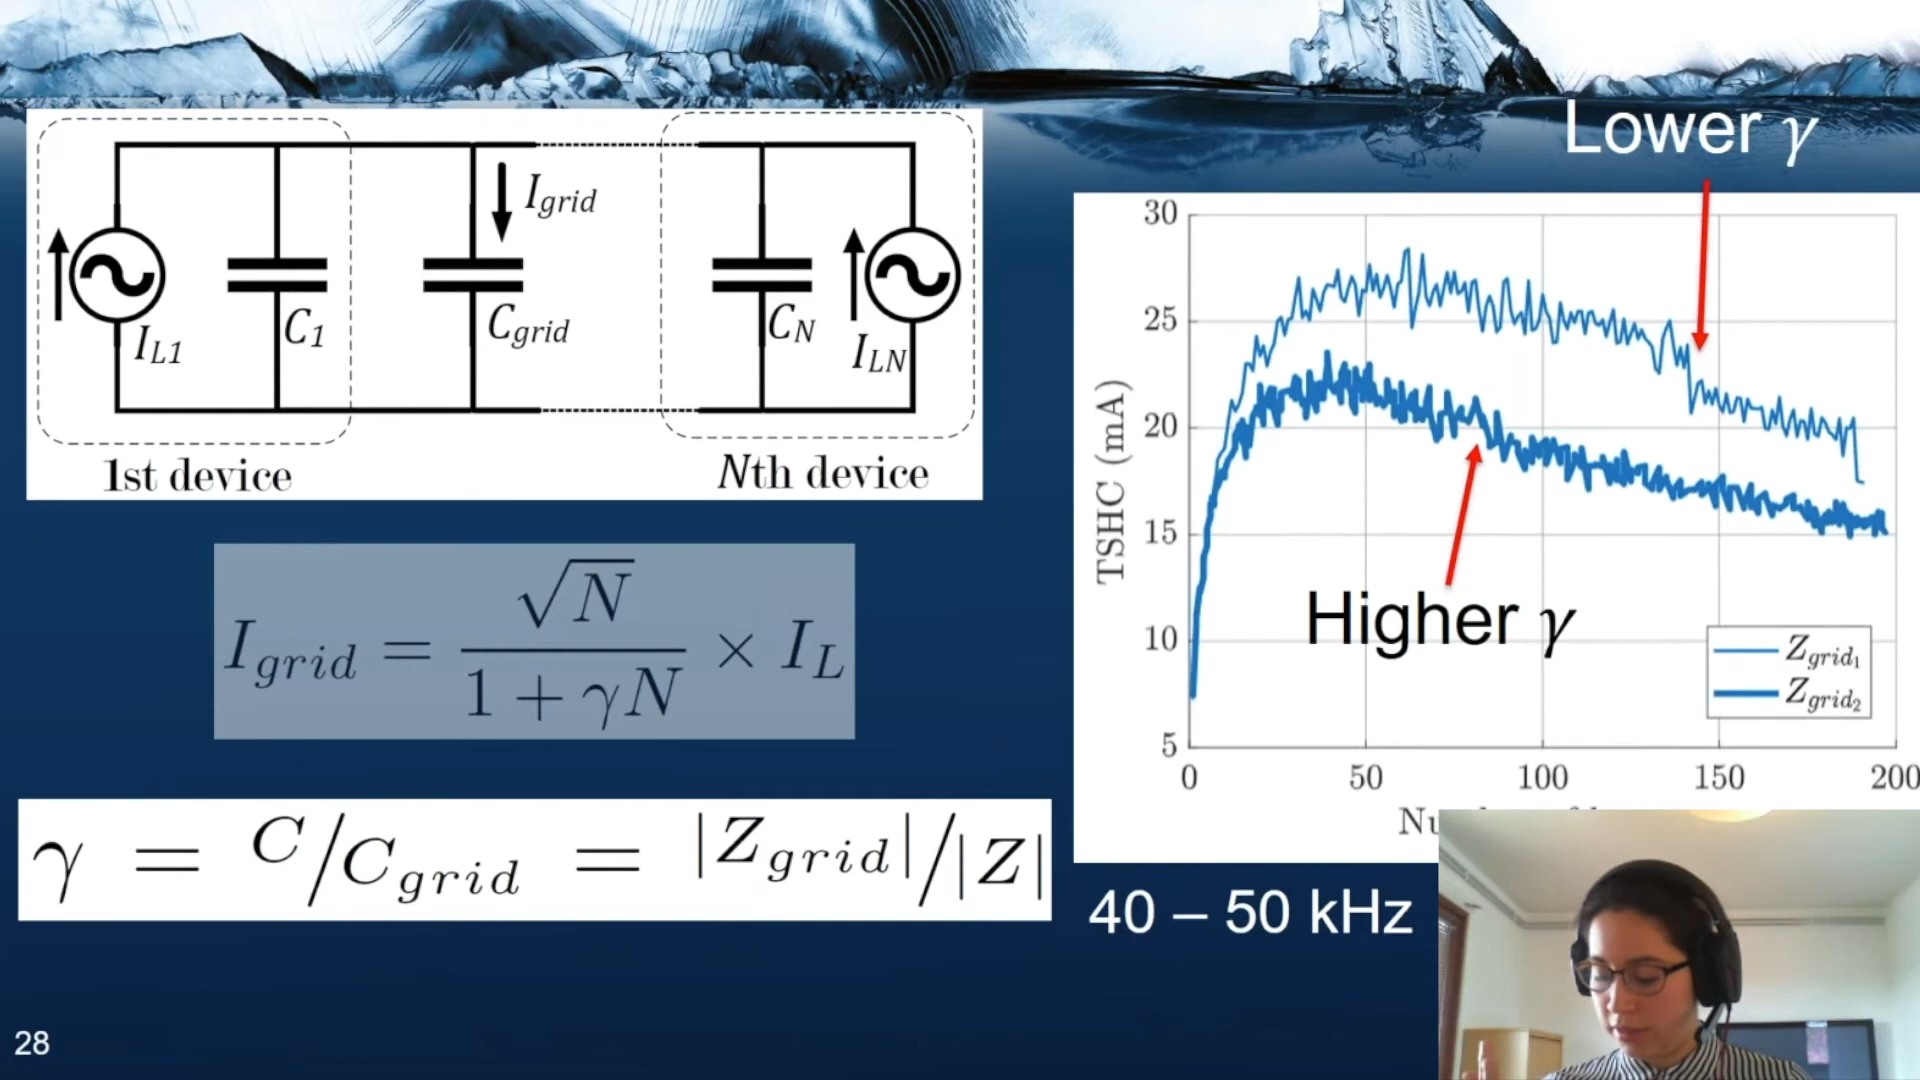 I_grid
I_L1
C_1
C_grid
C_N
I_LN
1st device
Nth device
I_grid = √N / (1 + γN) × I_L
γ = C/C_grid = |Z_grid|/|Z|
28
Lower γ
30
25
20
15
10
5
TSHC (mA)
Higher γ
Z_grid₁
Z_grid₂
0 50 100 150 200
40 – 50 kHz